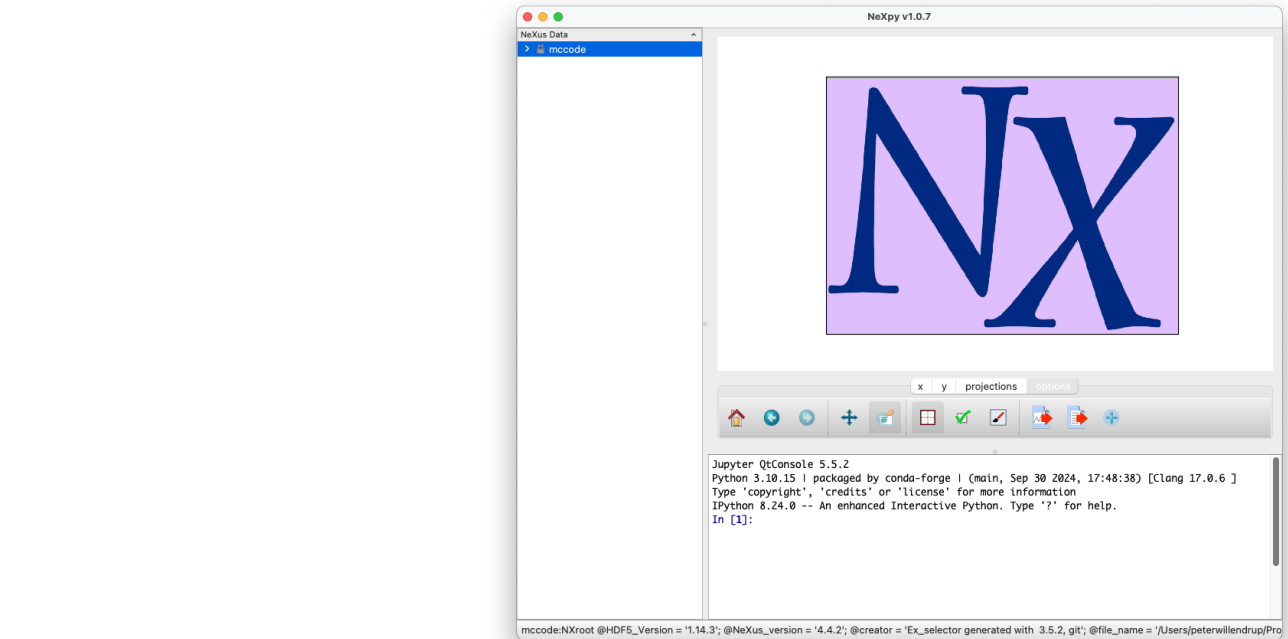 NeXpy v1.0.7
NeXus Data
mccode
NX
x y projections options
Jupyter QtConsole 5.5.2
Python 3.10.15 | packaged by conda-forge | (main, Sep 30 2024, 17:48:38) [Clang 17.0.6 ]
Type 'copyright', 'credits' or 'license' for more information
IPython 8.24.0 -- An enhanced Interactive Python. Type '?' for help.
In [1]:
mccode:NXroot @HDF5_Version = '1.14.3'; @NeXus_version = '4.4.2'; @creator = 'Ex_selector generated with  3.5.2, git'; @file_name = '/Users/peterwillendrup/Pro